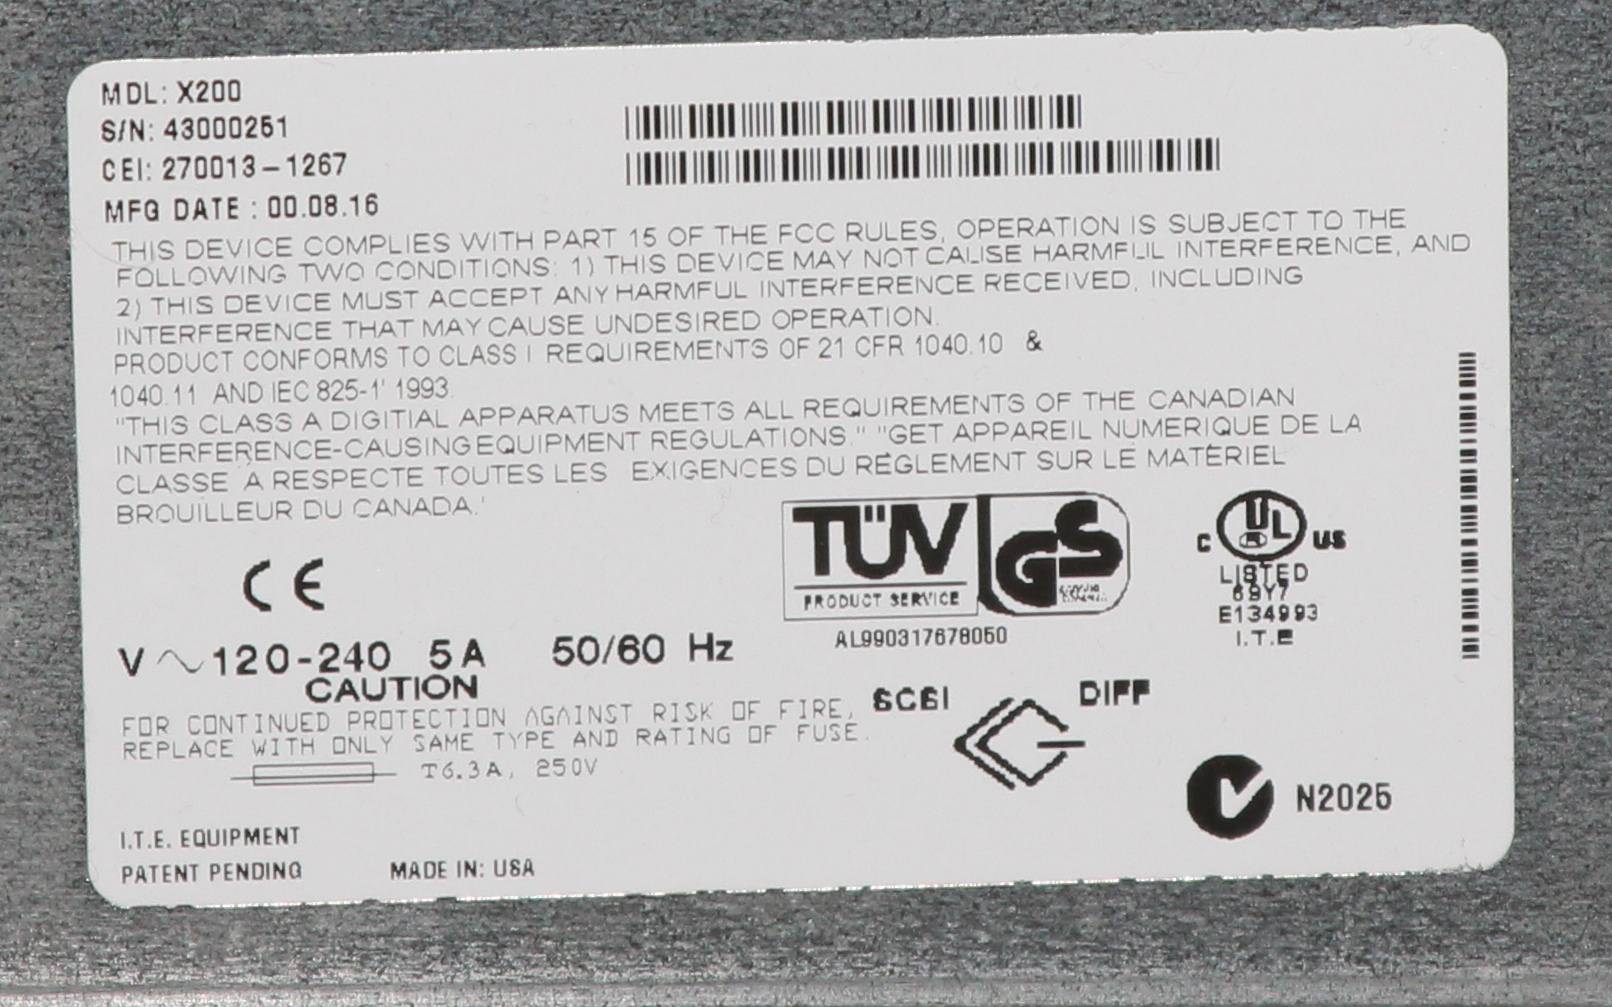 MDL: X200
S/N: 43000251
CEI: 270013-1267
MFG DATE : 00.08.16
THIS DEVICE COMPLIES WITH PART 15 OF THE FCC RULES, OPERATION IS SUBJECT TO THE
FOLLOWING TWO CONDITIONS: 1) THIS DEVICE MAY NOT CAUSE HARMFUL INTERFERENCE, AND
2) THIS DEVICE MUST ACCEPT ANY HARMFUL INTERFERENCE RECEIVED, INCLUDING
INTERFERENCE THAT MAY CAUSE UNDESIRED OPERATION.
PRODUCT CONFORMS TO CLASS I REQUIREMENTS OF 21 CFR 1040.10 &
1040.11 AND IEC 825-1' 1993.
"THIS CLASS A DIGITIAL APPARATUS MEETS ALL REQUIREMENTS OF THE CANADIAN
INTERFERENCE-CAUSING EQUIPMENT REGULATIONS." "GET APPAREIL NUMERIQUE DE LA
CLASSE A RESPECTE TOUTES LES EXIGENCES DU RÉGLEMENT SUR LE MATÉRIEL
BROUILLEUR DU CANADA.'
CE
TÜV GS
PRODUCT SERVICE
AL990317678050
C UL US
LISTED
69Y7
E134993
I.T.E
V~120-240 5A 50/60 Hz
CAUTION
FOR CONTINUED PROTECTION AGAINST RISK OF FIRE,
REPLACE WITH ONLY SAME TYPE AND RATING OF FUSE.
T6.3A, 250V
SCSI DIFF
N2025
I.T.E. EQUIPMENT
PATENT PENDING MADE IN: USA